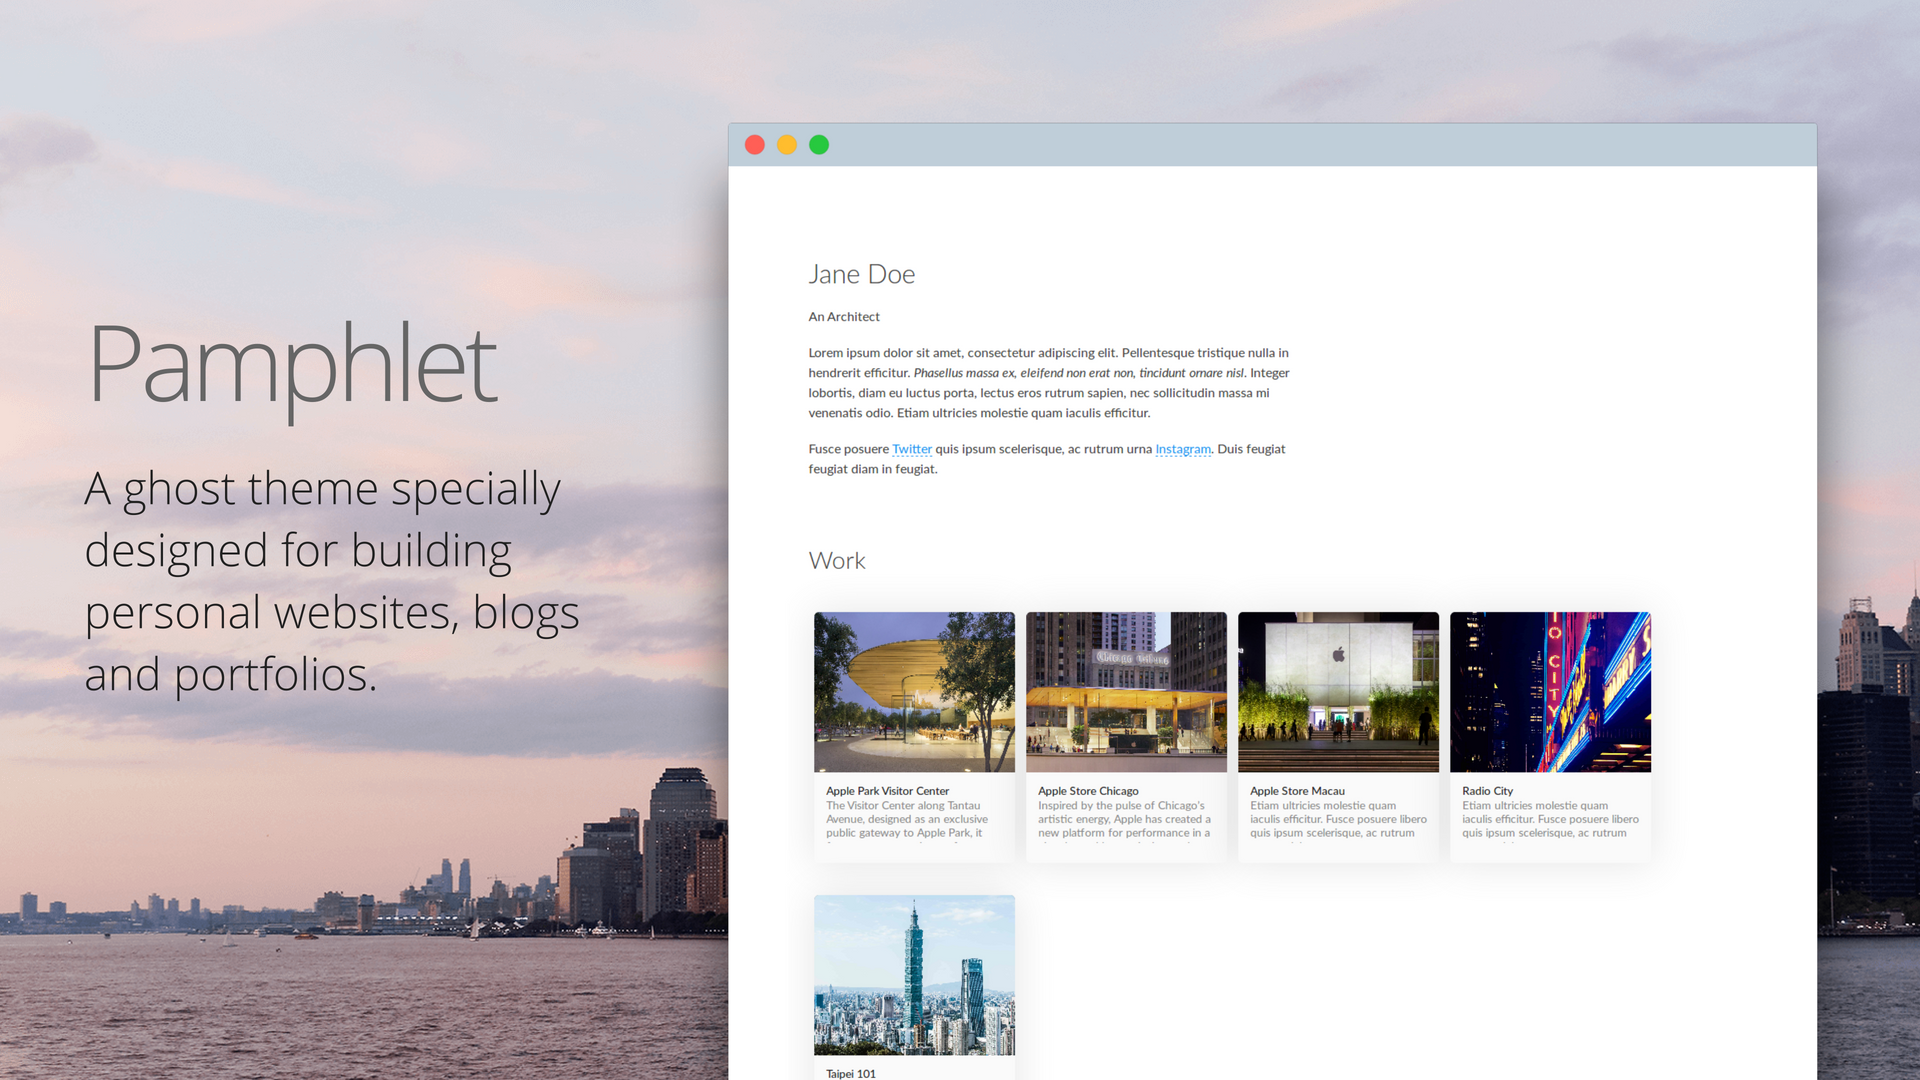 Pamphlet
A ghost theme specially
designed for building
personal websites, blogs
and portfolios.
Jane Doe
An Architect
Lorem ipsum dolor sit amet, consectetur adipiscing elit. Pellentesque tristique nulla in
hendrerit efficitur. Phasellus massa ex, eleifend non erat non, tincidunt ornare nisl. Integer
lobortis, diam eu luctus porta, lectus eros rutrum sapien, nec sollicitudin massa mi
venenatis odio. Etiam ultricies molestie quam iaculis efficitur.
Fusce posuere Twitter quis ipsum scelerisque, ac rutrum urna Instagram. Duis feugiat
feugiat diam in feugiat.
Work
IO CITY
Apple Park Visitor Center
The Visitor Center along Tantau
Avenue, designed as an exclusive
public gateway to Apple Park, it
Apple Store Chicago
Inspired by the pulse of Chicago's
artistic energy, Apple has created a
new platform for performance in a
Apple Store Macau
Etiam ultricies molestie quam
iaculis efficitur. Fusce posuere libero
quis ipsum scelerisque, ac rutrum
Radio City
Etiam ultricies molestie quam
iaculis efficitur. Fusce posuere libero
quis ipsum scelerisque, ac rutrum
Taipei 101